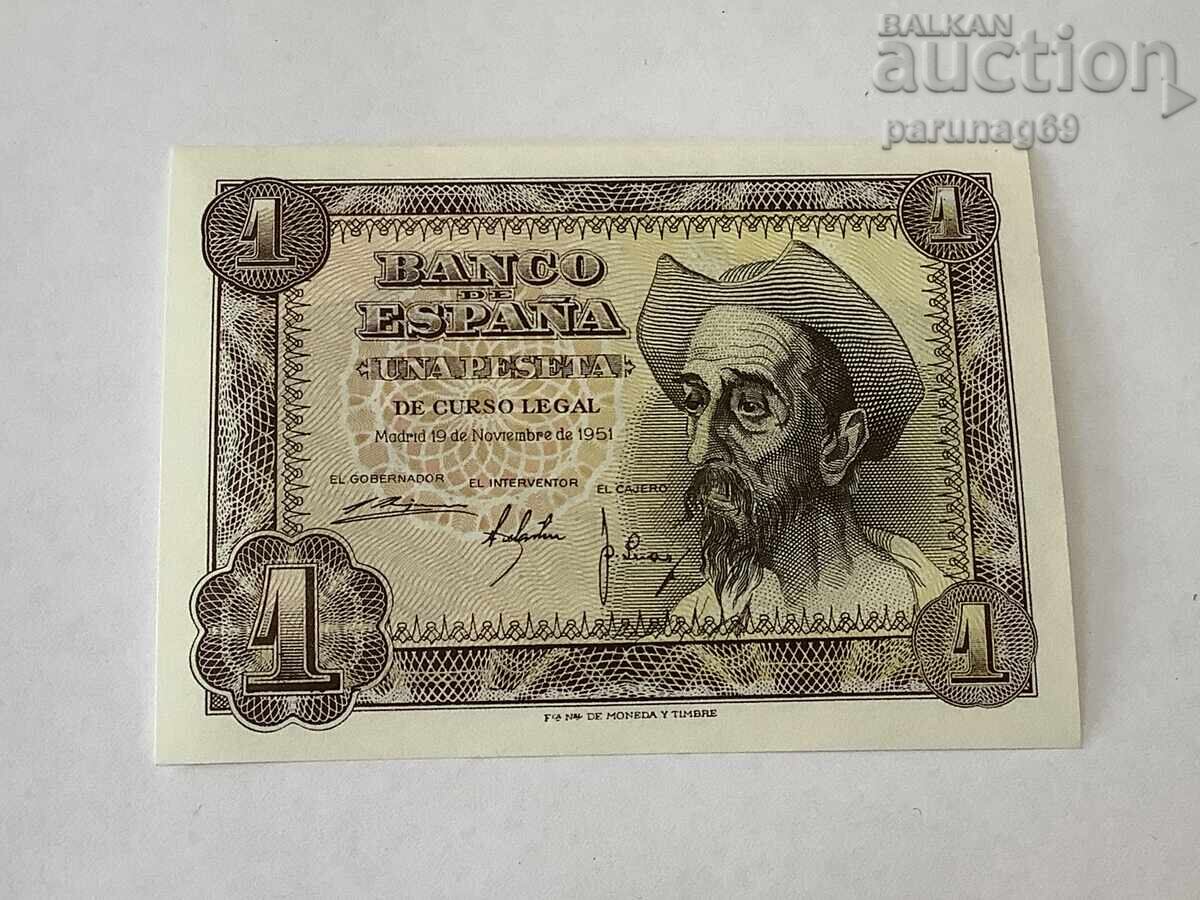 BALKAN
auction
parunag69
1
1
BANCO
DE
ESPAÑA
UNA PESETA
DE CURSO LEGAL
Madrid 19 de Noviembre de 1951
EL GOBERNADOR EL INTERVENTOR EL CAJERO
1
1
Fca Nal DE MONEDA Y TIMBRE